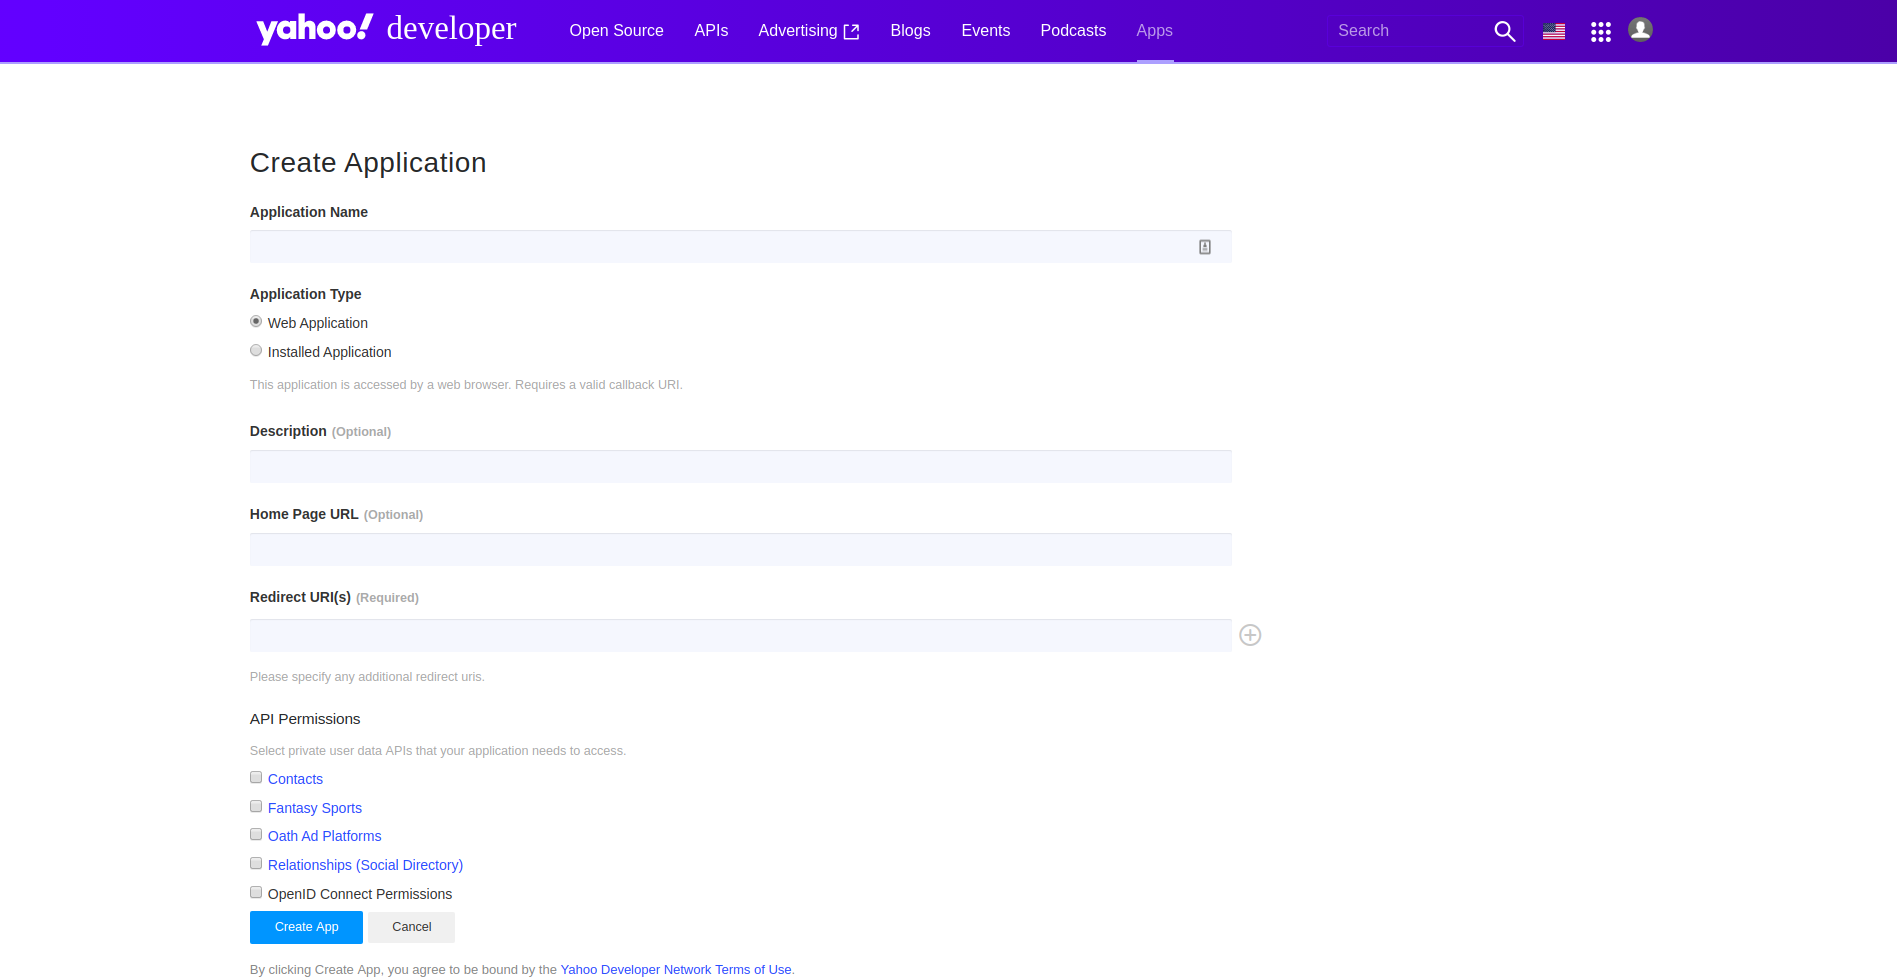 yahoo! developer Open Source APIs Advertising Blogs Events Podcasts Apps Search
Create Application
Application Name
Application Type
Web Application
Installed Application
This application is accessed by a web browser. Requires a valid callback URI.
Description (Optional)
Home Page URL (Optional)
Redirect URI(s) (Required)
Please specify any additional redirect uris.
API Permissions
Select private user data APIs that your application needs to access.
Contacts
Fantasy Sports
Oath Ad Platforms
Relationships (Social Directory)
OpenID Connect Permissions
Create App Cancel
By clicking Create App, you agree to be bound by the Yahoo Developer Network Terms of Use.